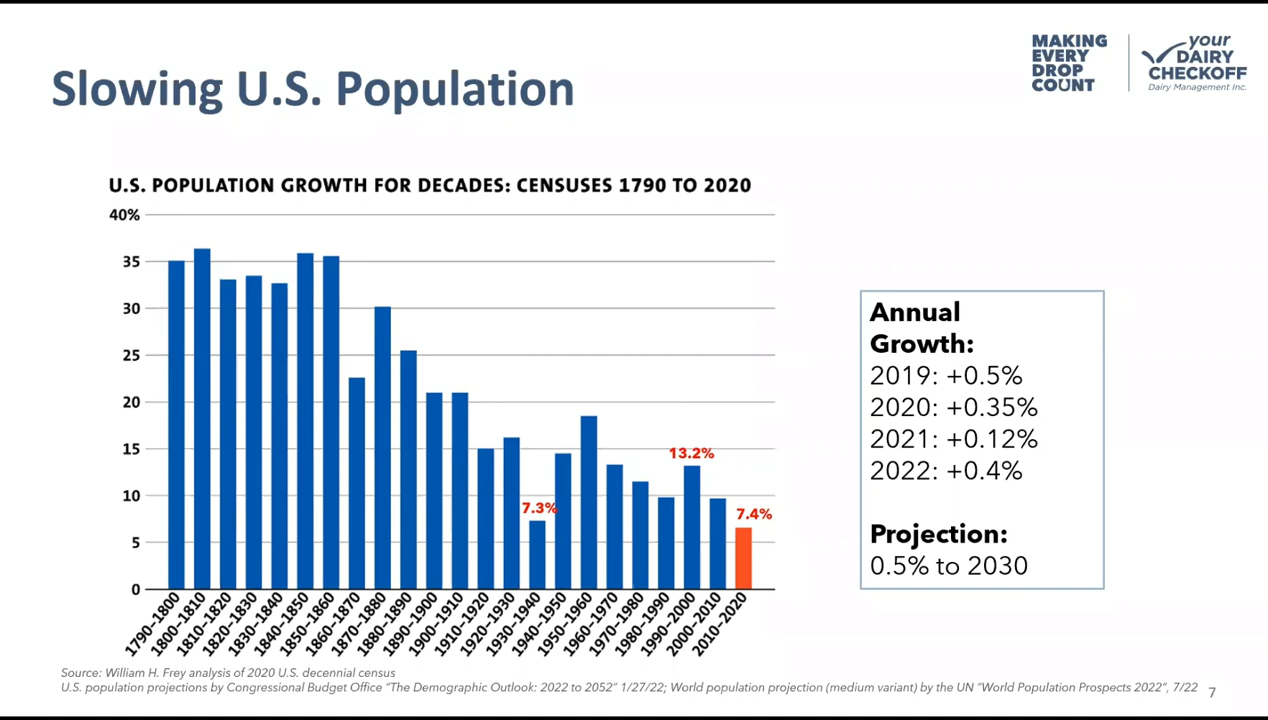 Slowing U.S. Population
MAKING
EVERY
DROP
COUNT
your
DAIRY
CHECKOFF
Dairy Management Inc.
U.S. POPULATION GROWTH FOR DECADES: CENSUSES 1790 TO 2020
40%
35
30
25
20
15
10
5
0
13.2%
7.3%
7.4%
1790–1800
1800–1810
1810–1820
1820–1830
1830–1840
1840–1850
1850–1860
1860–1870
1870–1880
1880–1890
1890–1900
1900–1910
1910–1920
1920–1930
1930–1940
1940–1950
1950–1960
1960–1970
1970–1980
1980–1990
1990–2000
2000–2010
2010–2020
Annual
Growth:
2019: +0.5%
2020: +0.35%
2021: +0.12%
2022: +0.4%
Projection:
0.5% to 2030
Source: William H. Frey analysis of 2020 U.S. decennial census
U.S. population projections by Congressional Budget Office “The Demographic Outlook: 2022 to 2052” 1/27/22; World population projection (medium variant) by the UN “World Population Prospects 2022”, 7/22
7